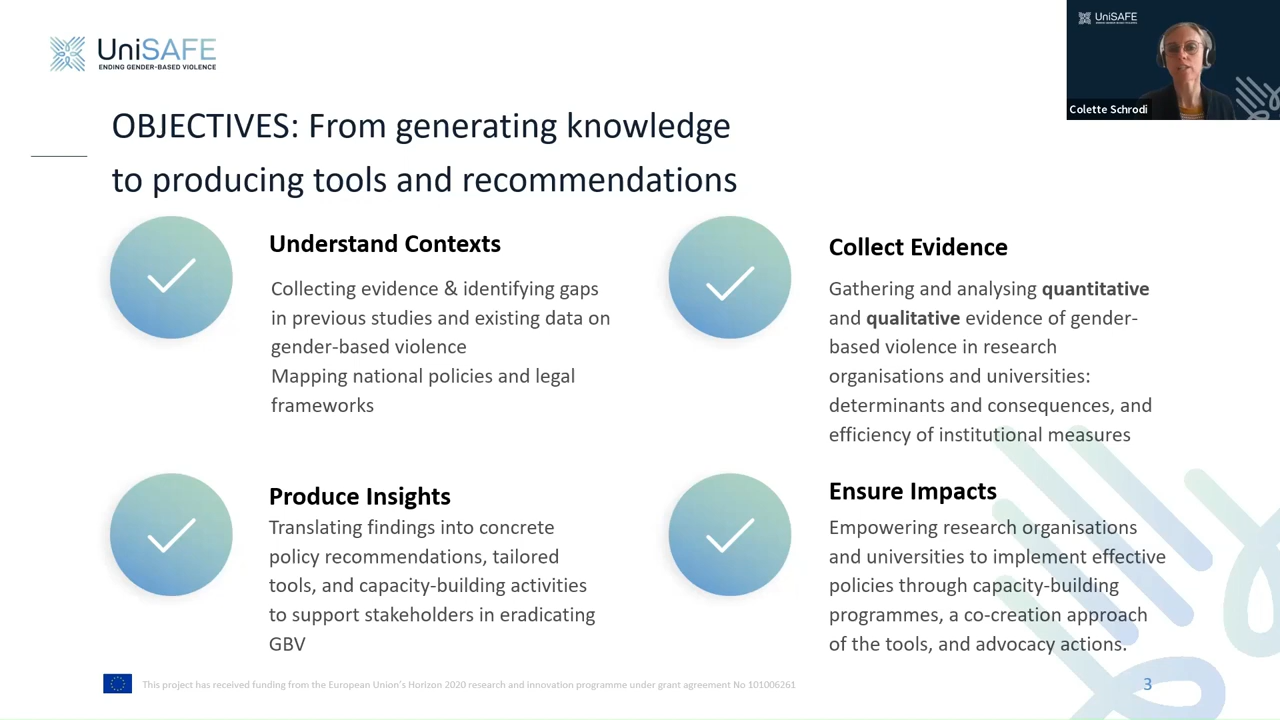 UniSAFE
ENDING GENDER-BASED VIOLENCE
UniSAFE
Colette Schrodi
OBJECTIVES: From generating knowledge
to producing tools and recommendations
Understand Contexts
Collecting evidence & identifying gaps
in previous studies and existing data on
gender-based violence
Mapping national policies and legal
frameworks
Collect Evidence
Gathering and analysing quantitative
and qualitative evidence of gender-
based violence in research
organisations and universities:
determinants and consequences, and
efficiency of institutional measures
Produce Insights
Translating findings into concrete
policy recommendations, tailored
tools, and capacity-building activities
to support stakeholders in eradicating
GBV
Ensure Impacts
Empowering research organisations
and universities to implement effective
policies through capacity-building
programmes, a co-creation approach
of the tools, and advocacy actions.
This project has received funding from the European Union's Horizon 2020 research and innovation programme under grant agreement No 101006261
3